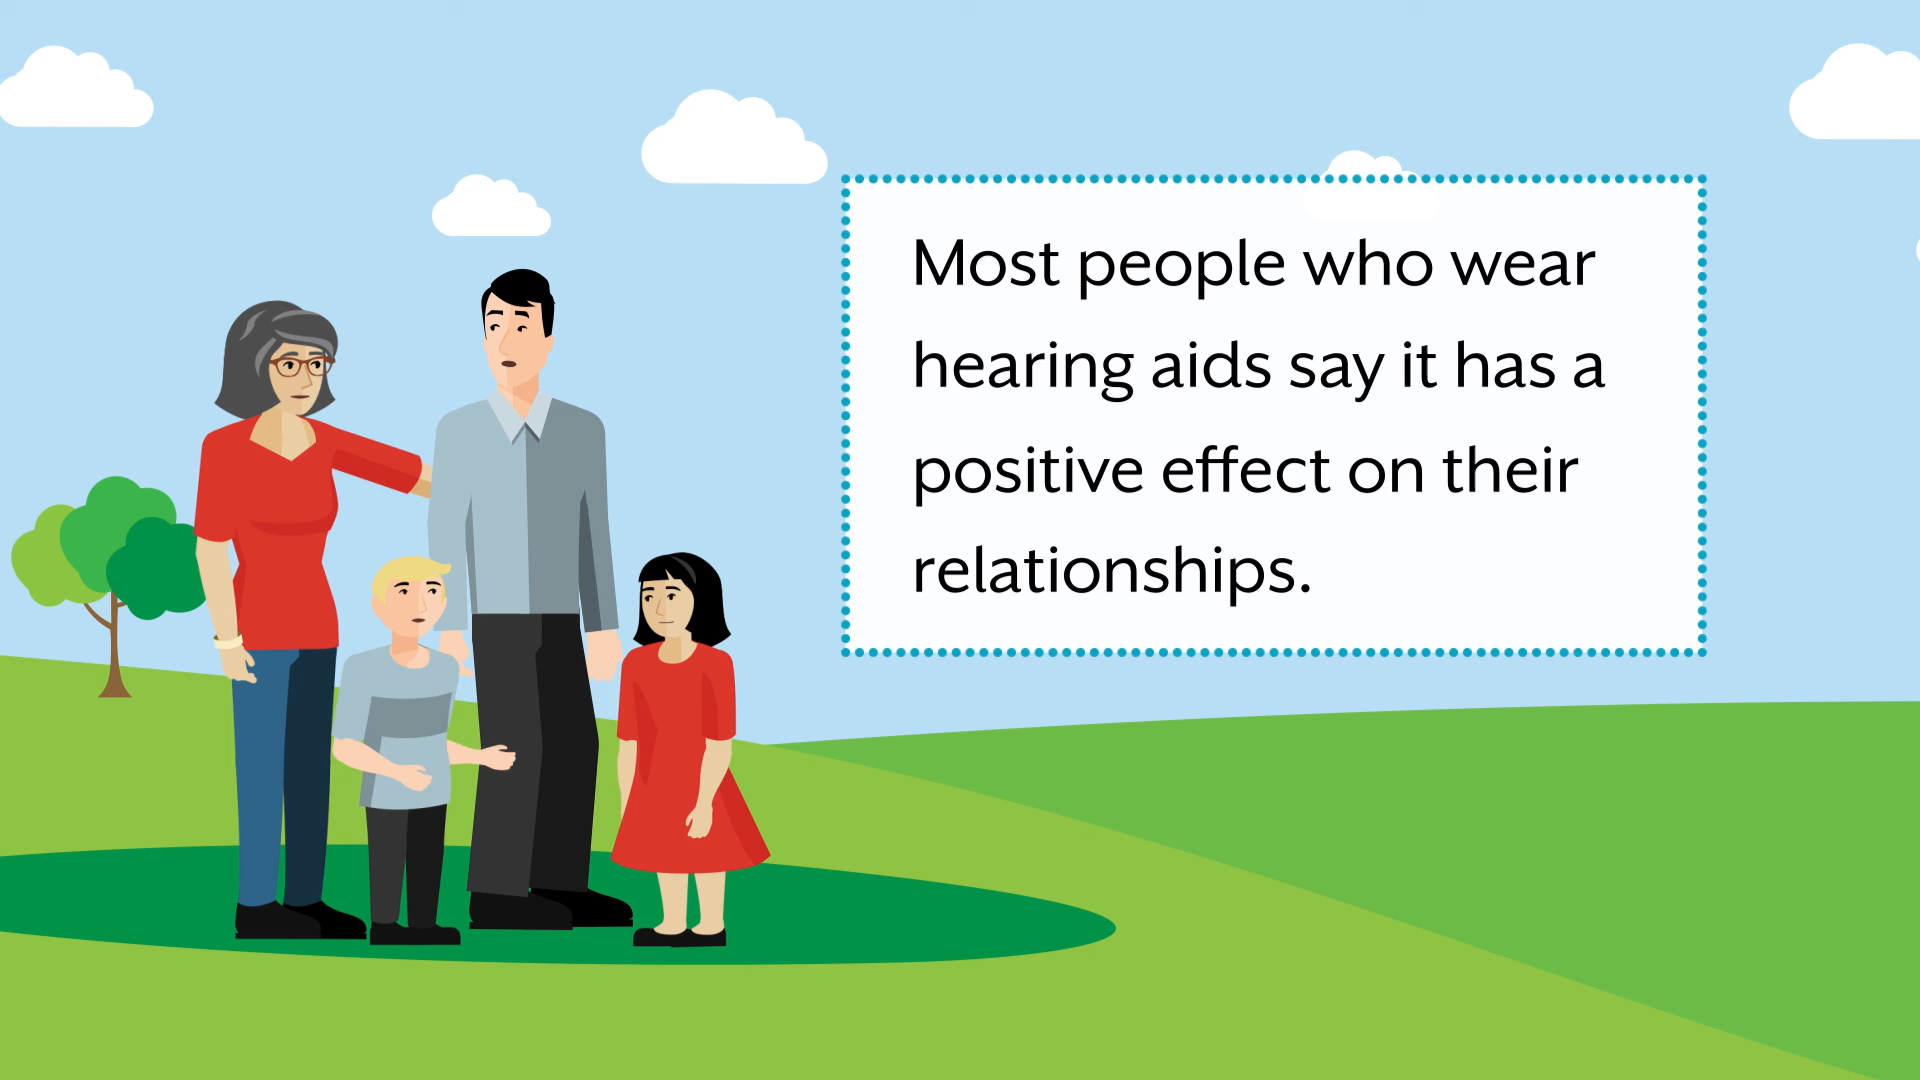 Most people who wear
hearing aids say it has a
positive effect on their
relationships.